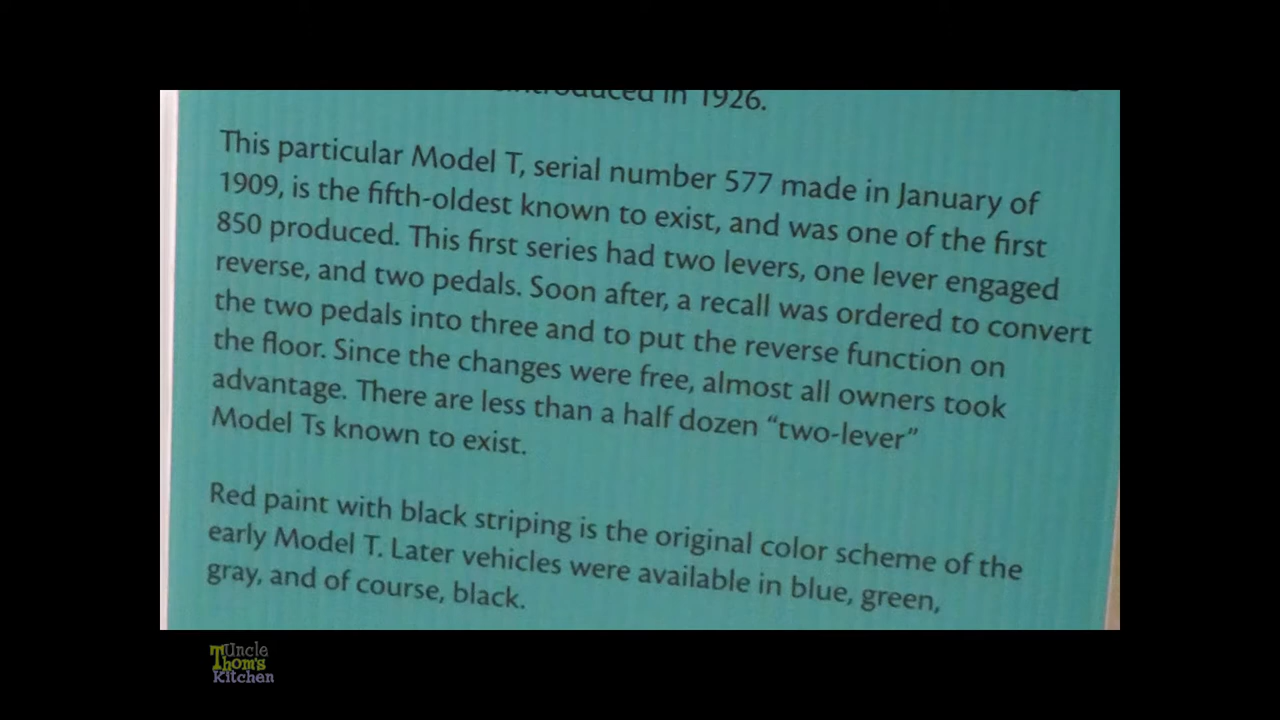 introduced in 1926.
This particular Model T, serial number 577 made in January of
1909, is the fifth-oldest known to exist, and was one of the first
850 produced. This first series had two levers, one lever engaged
reverse, and two pedals. Soon after, a recall was ordered to convert
the two pedals into three and to put the reverse function on
the floor. Since the changes were free, almost all owners took
advantage. There are less than a half dozen “two-lever”
Model Ts known to exist.
Red paint with black striping is the original color scheme of the
early Model T. Later vehicles were available in blue, green,
gray, and of course, black.
Uncle
Thom's
Kitchen